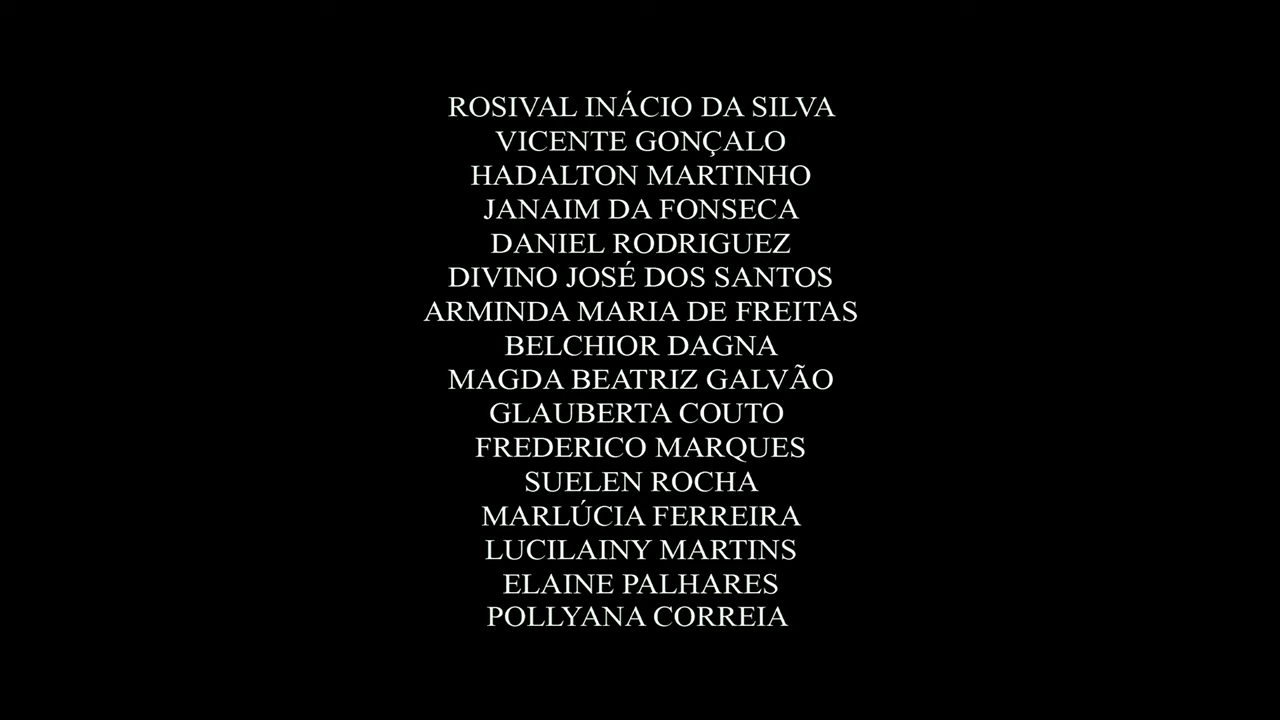 ROSIVAL INÁCIO DA SILVA
VICENTE GONÇALO
HADALTON MARTINHO
JANAIM DA FONSECA
DANIEL RODRIGUEZ
DIVINO JOSÉ DOS SANTOS
ARMINDA MARIA DE FREITAS
BELCHIOR DAGNA
MAGDA BEATRIZ GALVÃO
GLAUBERTA COUTO
FREDERICO MARQUES
SUELEN ROCHA
MARLÚCIA FERREIRA
LUCILAINY MARTINS
ELAINE PALHARES
POLLYANA CORREIA